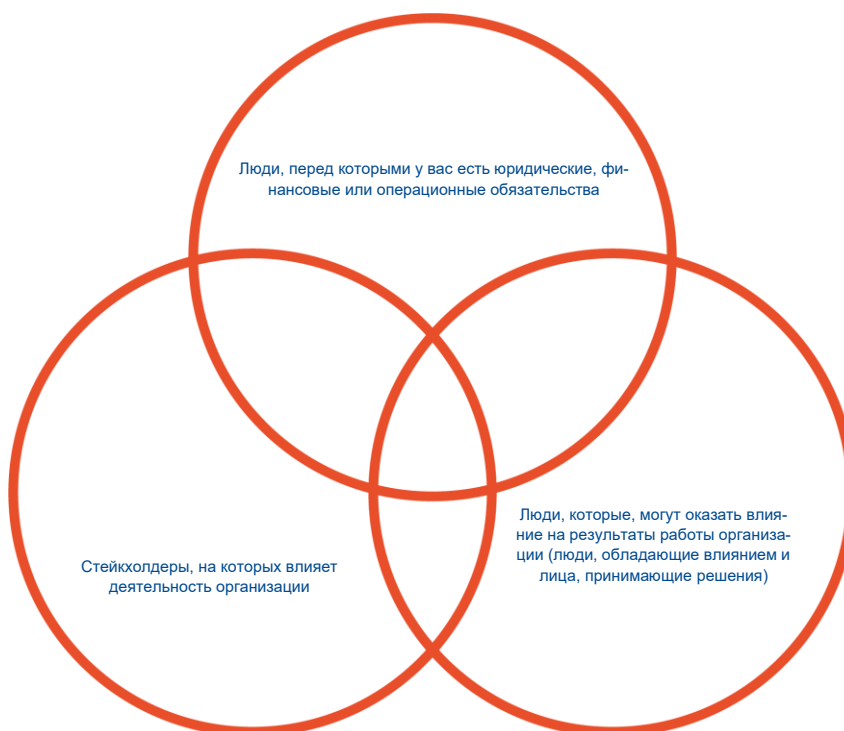 Люди, перед которыми у вас есть юридические, фи-
нансовые или операционные обязательства
Стейкхолдеры, на которых влияет
деятельность организации
Люди, которые, могут оказать влия-
ние на результаты работы организа-
ции (люди, обладающие влиянием и
лица, принимающие решения)